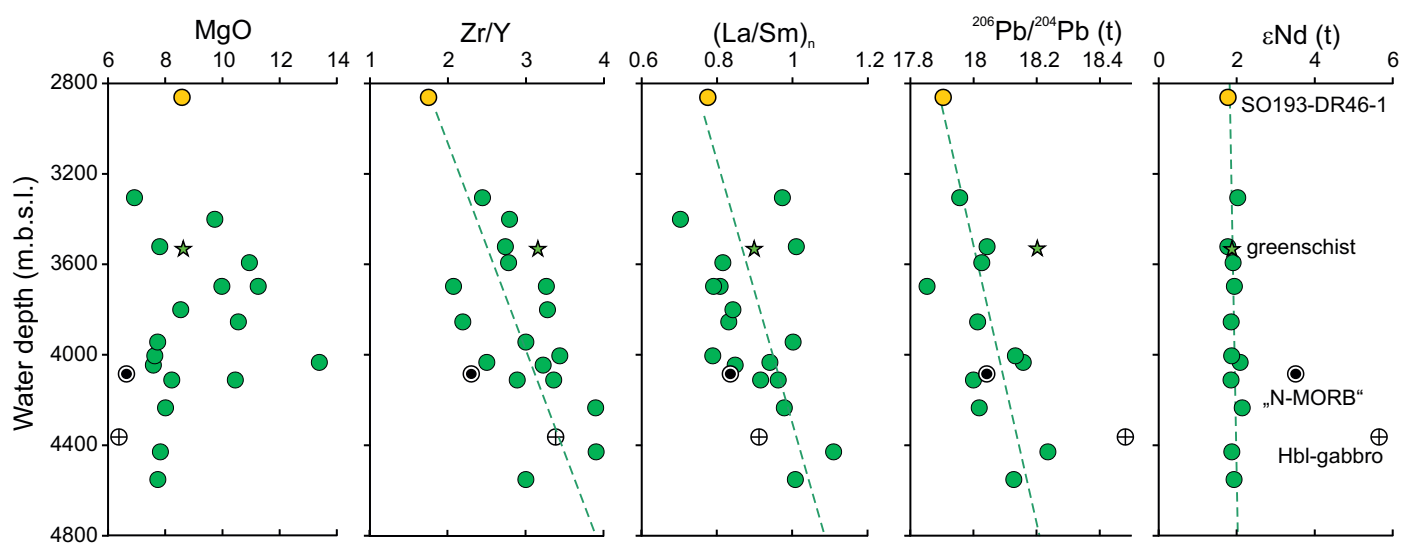 MgO
Zr/Y
(La/Sm)n
206Pb/204Pb (t)
εNd (t)
6 8 10 12 14
1 2 3 4
0.6 0.8 1 1.2
17.8 18 18.2 18.4
0 2 4 6
Water depth (m.b.s.l.)
2800
3200
3600
4000
4400
4800
SO193-DR46-1
greenschist
„N-MORB“
Hbl-gabbro